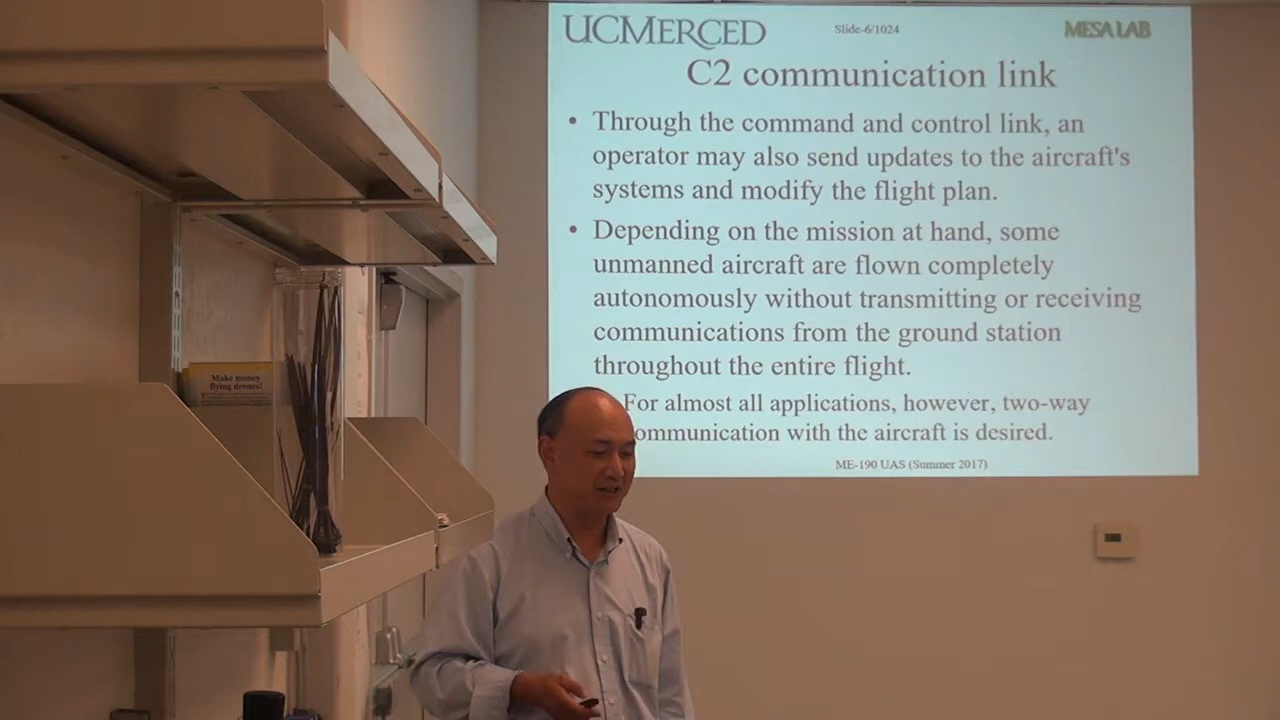 UCMERCED
Slide-6/1024
MESA LAB
C2 communication link
• Through the command and control link, an
operator may also send updates to the aircraft's
systems and modify the flight plan.
• Depending on the mission at hand, some
unmanned aircraft are flown completely
autonomously without transmitting or receiving
communications from the ground station
throughout the entire flight.
For almost all applications, however, two-way
ommunication with the aircraft is desired.
ME-190 UAS (Summer 2017)
Make money
flying drones!